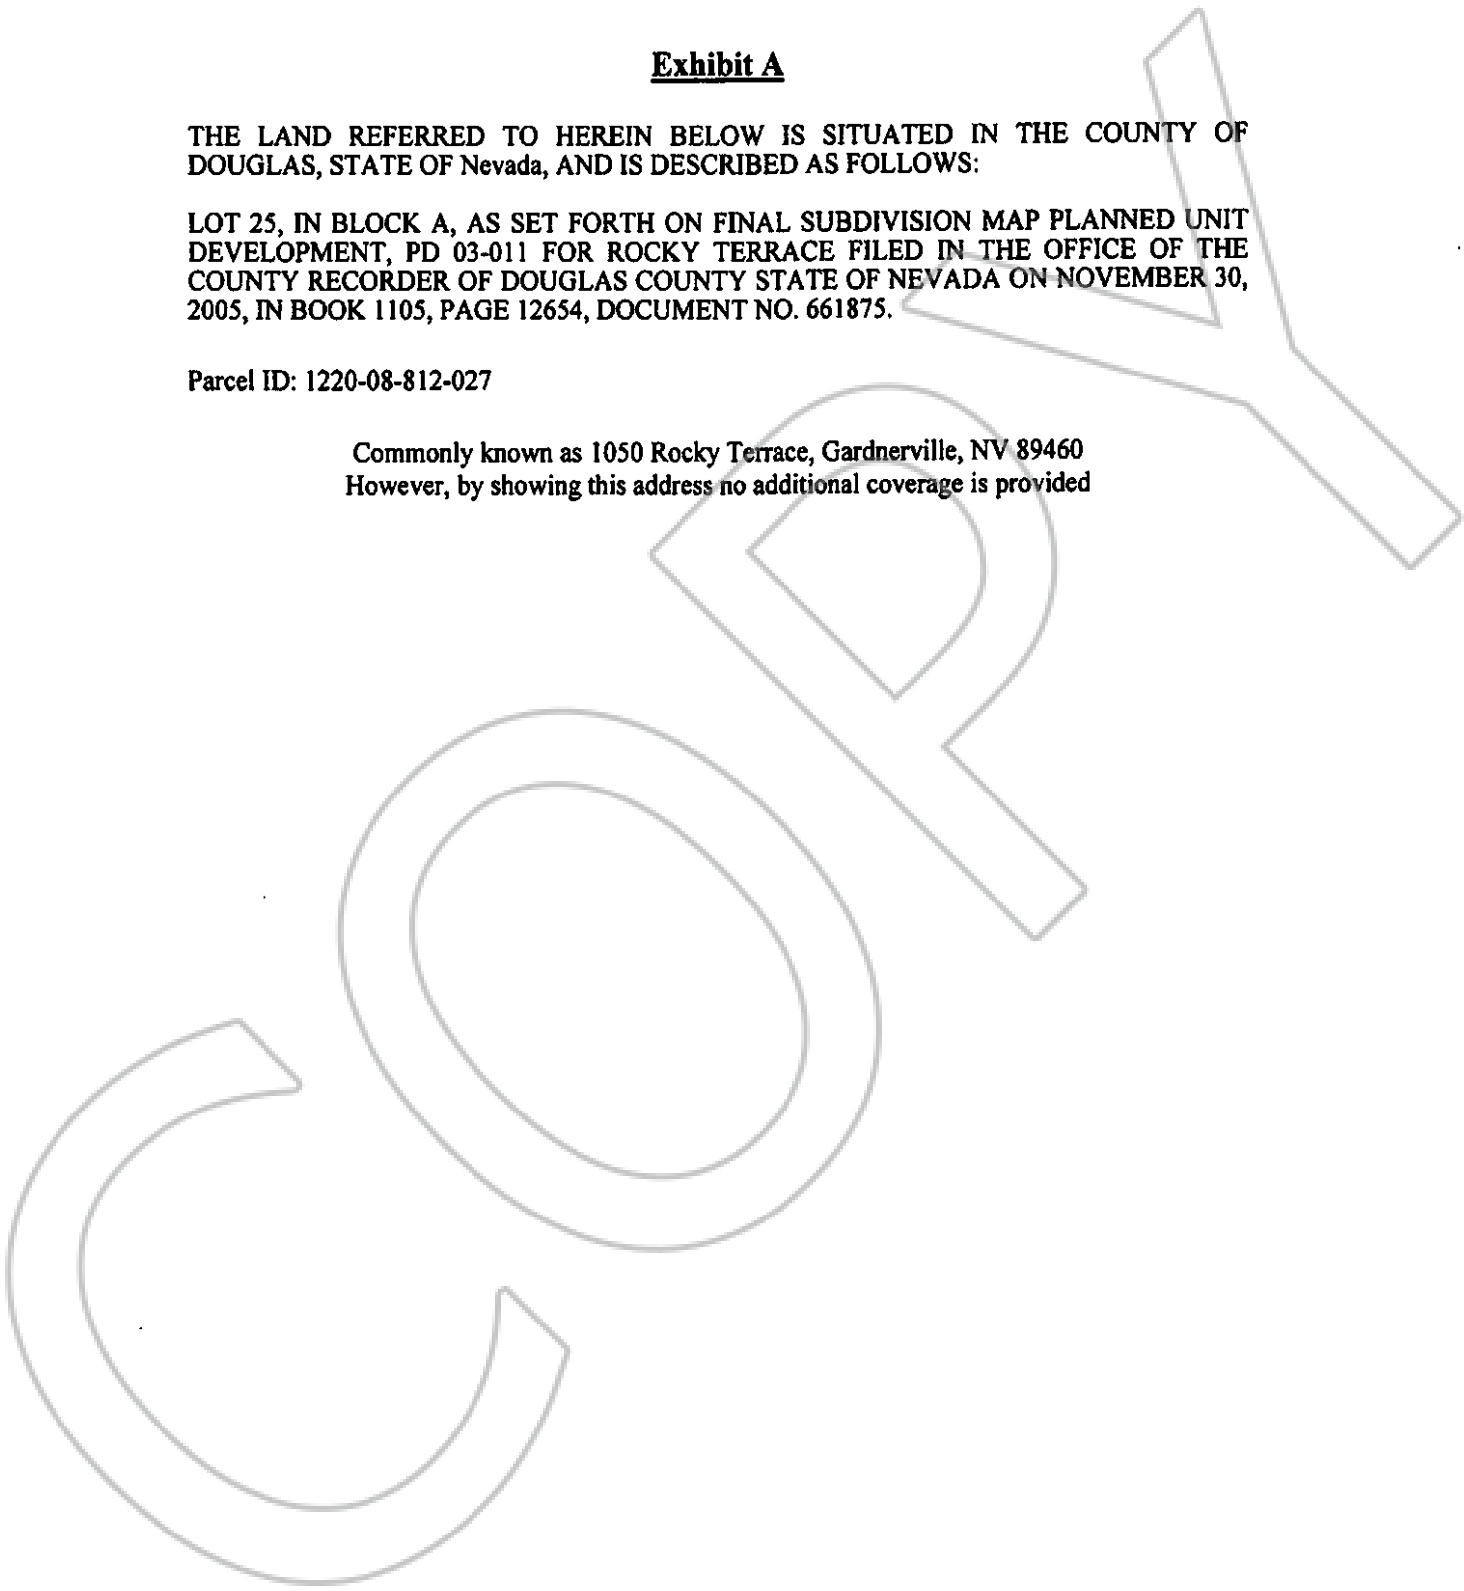 Exhibit A
THE LAND REFERRED TO HEREIN BELOW IS SITUATED IN THE COUNTY OF
DOUGLAS, STATE OF Nevada, AND IS DESCRIBED AS FOLLOWS:
LOT 25, IN BLOCK A, AS SET FORTH ON FINAL SUBDIVISION MAP PLANNED UNIT
DEVELOPMENT, PD 03-011 FOR ROCKY TERRACE FILED IN THE OFFICE OF THE
COUNTY RECORDER OF DOUGLAS COUNTY STATE OF NEVADA ON NOVEMBER 30,
2005, IN BOOK 1105, PAGE 12654, DOCUMENT NO. 661875.
Parcel ID: 1220-08-812-027
Commonly known as 1050 Rocky Terrace, Gardnerville, NV 89460
However, by showing this address no additional coverage is provided
COPY